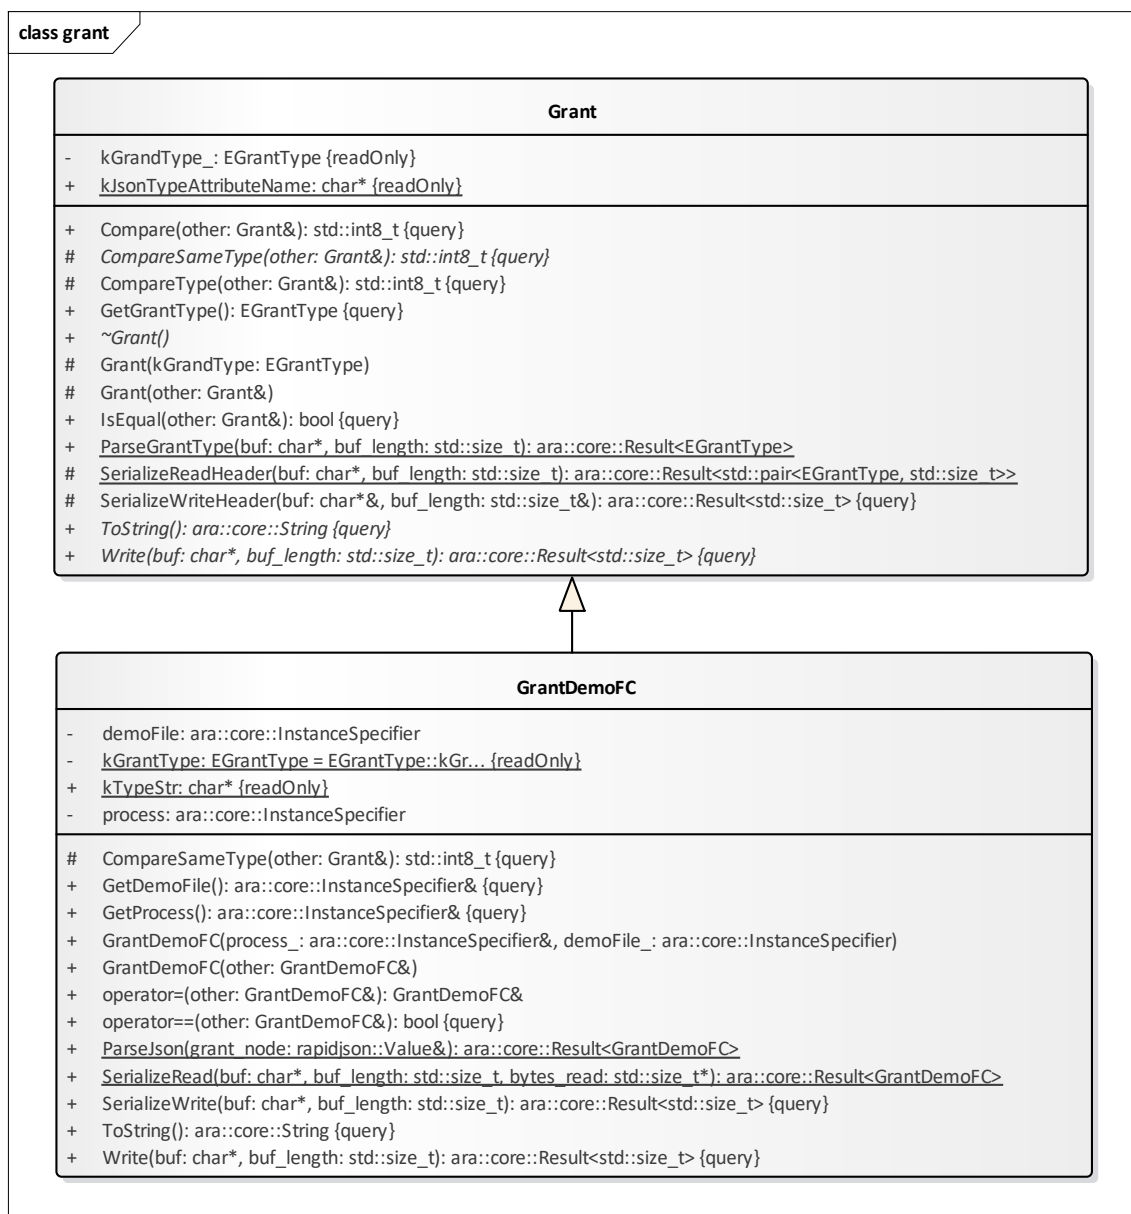 class grant
Grant
- kGrandType_: EGrantType {readOnly}
+ kJsonTypeAttributeName: char* {readOnly}
+ Compare(other: Grant&): std::int8_t {query}
# CompareSameType(other: Grant&): std::int8_t {query}
# CompareType(other: Grant&): std::int8_t {query}
+ GetGrantType(): EGrantType {query}
+ ~Grant()
# Grant(kGrandType: EGrantType)
# Grant(other: Grant&)
+ IsEqual(other: Grant&): bool {query}
+ ParseGrantType(buf: char*, buf_length: std::size_t): ara::core::Result<EGrantType>
# SerializeReadHeader(buf: char*, buf_length: std::size_t): ara::core::Result<std::pair<EGrantType, std::size_t>>
# SerializeWriteHeader(buf: char*&, buf_length: std::size_t&): ara::core::Result<std::size_t> {query}
+ ToString(): ara::core::String {query}
+ Write(buf: char*, buf_length: std::size_t): ara::core::Result<std::size_t> {query}
GrantDemoFC
- demoFile: ara::core::InstanceSpecifier
- kGrantType: EGrantType = EGrantType::kGr... {readOnly}
+ kTypeStr: char* {readOnly}
- process: ara::core::InstanceSpecifier
# CompareSameType(other: Grant&): std::int8_t {query}
+ GetDemoFile(): ara::core::InstanceSpecifier& {query}
+ GetProcess(): ara::core::InstanceSpecifier& {query}
+ GrantDemoFC(process_: ara::core::InstanceSpecifier&, demoFile_: ara::core::InstanceSpecifier)
+ GrantDemoFC(other: GrantDemoFC&)
+ operator=(other: GrantDemoFC&): GrantDemoFC&
+ operator==(other: GrantDemoFC&): bool {query}
+ ParseJson(grant_node: rapidjson::Value&): ara::core::Result<GrantDemoFC>
+ SerializeRead(buf: char*, buf_length: std::size_t, bytes_read: std::size_t*): ara::core::Result<GrantDemoFC>
+ SerializeWrite(buf: char*, buf_length: std::size_t): ara::core::Result<std::size_t> {query}
+ ToString(): ara::core::String {query}
+ Write(buf: char*, buf_length: std::size_t): ara::core::Result<std::size_t> {query}